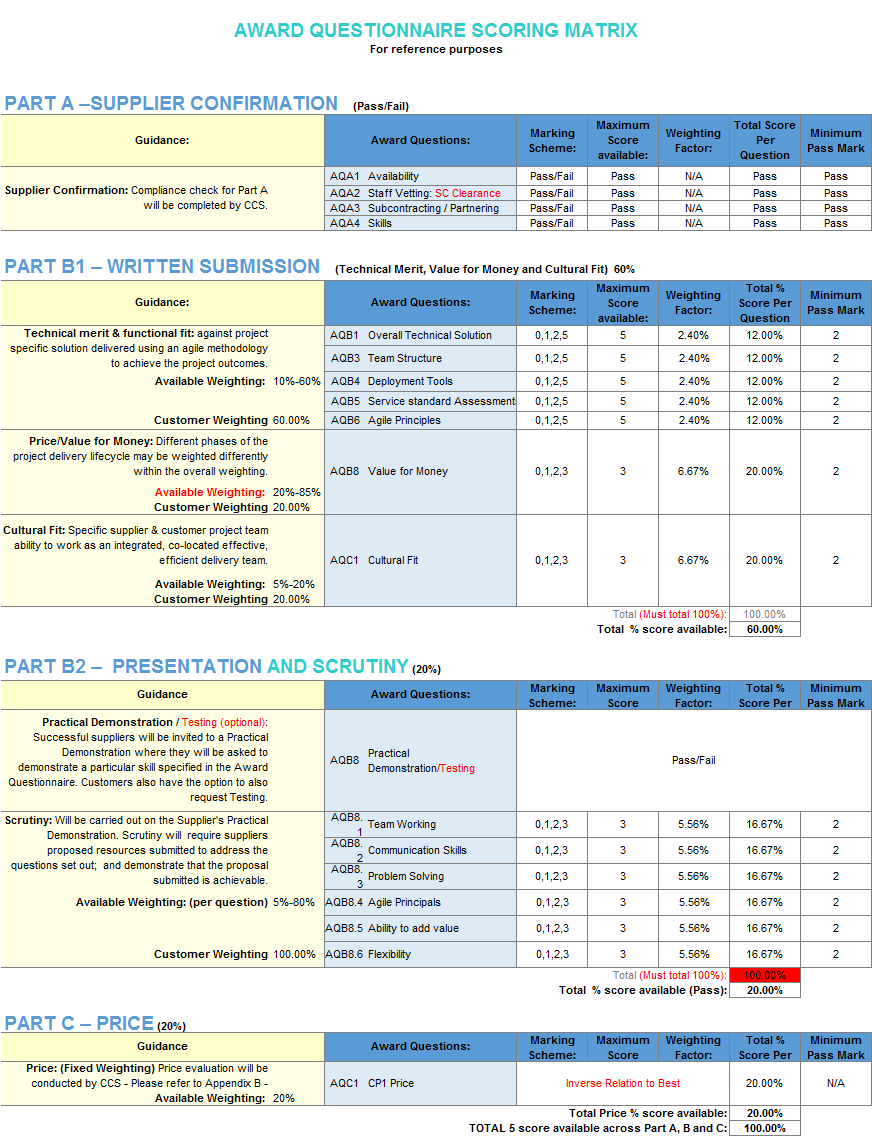 AWARD QUESTIONNAIRE SCORING MATRIX
For reference purposes
PART A –SUPPLIER CONFIRMATION (Pass/Fail)
Guidance: Award Questions: Marking Scheme: Maximum Score available: Weighting Factor: Total Score Per Question Minimum Pass Mark
Supplier Confirmation: Compliance check for Part A
will be completed by CCS.
AQA1 Availability Pass/Fail Pass N/A Pass Pass
AQA2 Staff Vetting: SC Clearance Pass/Fail Pass N/A Pass Pass
AQA3 Subcontracting / Partnering Pass/Fail Pass N/A Pass Pass
AQA4 Skills Pass/Fail Pass N/A Pass Pass
PART B1 – WRITTEN SUBMISSION (Technical Merit, Value for Money and Cultural Fit) 60%
Guidance: Award Questions: Marking Scheme: Maximum Score available: Weighting Factor: Total % Score Per Question Minimum Pass Mark
Technical merit & functional fit: against project
specific solution delivered using an agile methodology
to achieve the project outcomes.
Available Weighting: 10%-60%
Customer Weighting 60.00%
AQB1 Overall Technical Solution 0,1,2,5 5 2.40% 12.00% 2
AQB3 Team Structure 0,1,2,5 5 2.40% 12.00% 2
AQB4 Deployment Tools 0,1,2,5 5 2.40% 12.00% 2
AQB5 Service standard Assessment 0,1,2,5 5 2.40% 12.00% 2
AQB6 Agile Principles 0,1,2,5 5 2.40% 12.00% 2
Price/Value for Money: Different phases of the
project delivery lifecycle may be weighted differently
within the overall weighting.
Available Weighting: 20%-85%
Customer Weighting 20.00%
AQB8 Value for Money 0,1,2,3 3 6.67% 20.00% 2
Cultural Fit: Specific supplier & customer project team
ability to work as an integrated, co-located effective,
efficient delivery team.
Available Weighting: 5%-20%
Customer Weighting 20.00%
AQC1 Cultural Fit 0,1,2,3 3 6.67% 20.00% 2
Total (Must total 100%): 100.00%
Total % score available: 60.00%
PART B2 – PRESENTATION AND SCRUTINY (20%)
Guidance Award Questions: Marking Scheme: Maximum Score Weighting Factor: Total % Score Per Minimum Pass Mark
Practical Demonstration / Testing (optional):
Successful suppliers will be invited to a Practical
Demonstration where they will be asked to
demonstrate a particular skill specified in the Award
Questionnaire. Customers also have the option to also
request Testing.
AQB8 Practical Demonstration/Testing Pass/Fail
Scrutiny: Will be carried out on the Supplier's Practical
Demonstration. Scrutiny will require suppliers
proposed resources submitted to address the
questions set out; and demonstrate that the proposal
submitted is achievable.
Available Weighting: (per question) 5%-80%
Customer Weighting 100.00%
AQB8.1 Team Working 0,1,2,3 3 5.56% 16.67% 2
AQB8.2 Communication Skills 0,1,2,3 3 5.56% 16.67% 2
AQB8.3 Problem Solving 0,1,2,3 3 5.56% 16.67% 2
AQB8.4 Agile Principals 0,1,2,3 3 5.56% 16.67% 2
AQB8.5 Ability to add value 0,1,2,3 3 5.56% 16.67% 2
AQB8.6 Flexibility 0,1,2,3 3 5.56% 16.67% 2
Total (Must total 100%): 100.00%
Total % score available (Pass): 20.00%
PART C – PRICE (20%)
Guidance Award Questions: Marking Scheme: Maximum Score Weighting Factor: Total % Score Per Minimum Pass Mark
Price: (Fixed Weighting) Price evaluation will be
conducted by CCS - Please refer to Appendix B -
Available Weighting: 20%
AQC1 CP1 Price Inverse Relation to Best 20.00% N/A
Total Price % score available: 20.00%
TOTAL 5 score available across Part A, B and C: 100.00%